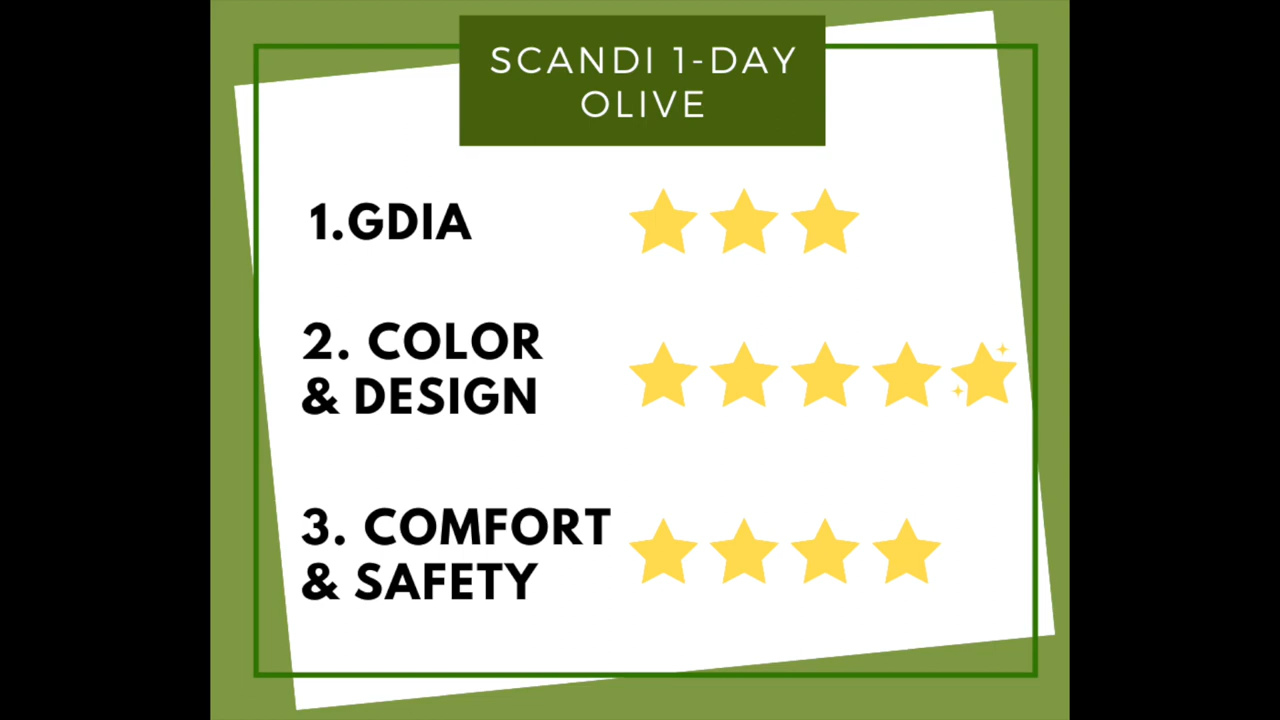 SCANDI 1-DAY
OLIVE
1.GDIA
2. COLOR
& DESIGN
3. COMFORT
& SAFETY